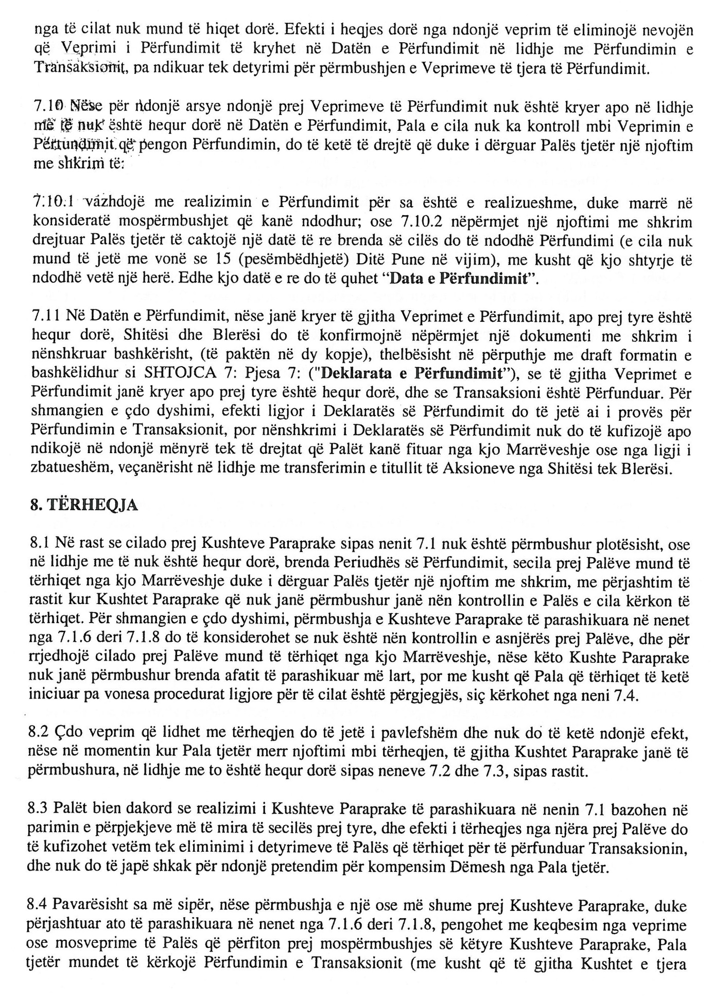 nga të cilat nuk mund të hiqet dorë. Efekti i heqjes dorë nga ndonjë veprim të eliminojë nevojën
që Veprimi i Përfundimit të kryhet në Datën e Përfundimit në lidhje me Përfundimin e
Transaksionit, pa ndikuar tek detyrimi për përmbushjen e Veprimeve të tjera të Përfundimit.
7.10 Nëse për ndonjë arsye ndonjë prej Veprimeve të Përfundimit nuk është kryer apo në lidhje
me të nuk është hequr dorë në Datën e Përfundimit, Pala e cila nuk ka kontroll mbi Veprimin e
Përfundimit që pengon Përfundimin, do të ketë të drejtë që duke i dërguar Palës tjetër një njoftim
me shkrim të:
7.10.1 vazhdojë me realizimin e Përfundimit për sa është e realizueshme, duke marrë në
konsideratë mospërmbushjet që kanë ndodhur; ose 7.10.2 nëpërmjet një njoftimi me shkrim
drejtuar Palës tjetër të caktojë një datë të re brenda së cilës do të ndodhë Përfundimi (e cila nuk
mund të jetë me vonë se 15 (pesëmbëdhjetë) Ditë Pune në vijim), me kusht që kjo shtyrje të
ndodhë vetë një herë. Edhe kjo datë e re do të quhet “Data e Përfundimit”.
7.11 Në Datën e Përfundimit, nëse janë kryer të gjitha Veprimet e Përfundimit, apo prej tyre është
hequr dorë, Shitësi dhe Blerësi do të konfirmojnë nëpërmjet një dokumenti me shkrim i
nënshkruar bashkërisht, (të paktën në dy kopje), thelbësisht në përputhje me draft formatin e
bashkëlidhur si SHTOJCA 7: Pjesa 7: ("Deklarata e Përfundimit”), se të gjitha Veprimet e
Përfundimit janë kryer apo prej tyre është hequr dorë, dhe se Transaksioni është Përfunduar. Për
shmangien e çdo dyshimi, efekti ligjor i Deklaratës së Përfundimit do të jetë ai i provës për
Përfundimin e Transaksionit, por nënshkrimi i Deklaratës së Përfundimit nuk do të kufizojë apo
ndikojë në ndonjë mënyrë tek të drejtat që Palët kanë fituar nga kjo Marrëveshje ose nga ligji i
zbatueshëm, veçanërisht në lidhje me transferimin e titullit të Aksioneve nga Shitësi tek Blerësi.
8. TËRHEQJA
8.1 Në rast se cilado prej Kushteve Paraprake sipas nenit 7.1 nuk është përmbushur plotësisht, ose
në lidhje me të nuk është hequr dorë, brenda Periudhës së Përfundimit, secila prej Palëve mund të
tërhiqet nga kjo Marrëveshje duke i dërguar Palës tjetër një njoftim me shkrim, me përjashtim të
rastit kur Kushtet Paraprake që nuk janë përmbushur janë nën kontrollin e Palës e cila kërkon të
tërhiqet. Për shmangien e çdo dyshimi, përmbushja e Kushteve Paraprake të parashikuara në nenet
nga 7.1.6 deri 7.1.8 do të konsiderohet se nuk është nën kontrollin e asnjërës prej Palëve, dhe për
rrjedhojë cilado prej Palëve mund të tërhiqet nga kjo Marrëveshje, nëse këto Kushte Paraprake
nuk janë përmbushur brenda afatit të parashikuar më lart, por me kusht që Pala që tërhiqet të ketë
iniciuar pa vonesa procedurat ligjore për të cilat është përgjegjës, siç kërkohet nga neni 7.4.
8.2 Çdo veprim që lidhet me tërheqjen do të jetë i pavlefshëm dhe nuk do të ketë ndonjë efekt,
nëse në momentin kur Pala tjetër merr njoftimi mbi tërheqjen, të gjitha Kushtet Paraprake janë të
përmbushura, në lidhje me to është hequr dorë sipas neneve 7.2 dhe 7.3, sipas rastit.
8.3 Palët bien dakord se realizimi i Kushteve Paraprake të parashikuara në nenin 7.1 bazohen në
parimin e përpjekjeve më të mira të secilës prej tyre, dhe efekti i tërheqjes nga njëra prej Palëve do
të kufizohet vetëm tek eliminimi i detyrimeve të Palës që tërhiqet për të përfunduar Transaksionin,
dhe nuk do të japë shkak për ndonjë pretendim për kompensim Dëmesh nga Pala tjetër.
8.4 Pavarësisht sa më sipër, nëse përmbushja e një ose më shume prej Kushteve Paraprake, duke
përjashtuar ato të parashikuara në nenet nga 7.1.6 deri 7.1.8, pengohet me keqbesim nga veprime
ose mosveprime të Palës që përfiton prej mospërmbushjes së këtyre Kushteve Paraprake, Pala
tjetër mundet të kërkojë Përfundimin e Transaksionit (me kusht që të gjitha Kushtet e tjera